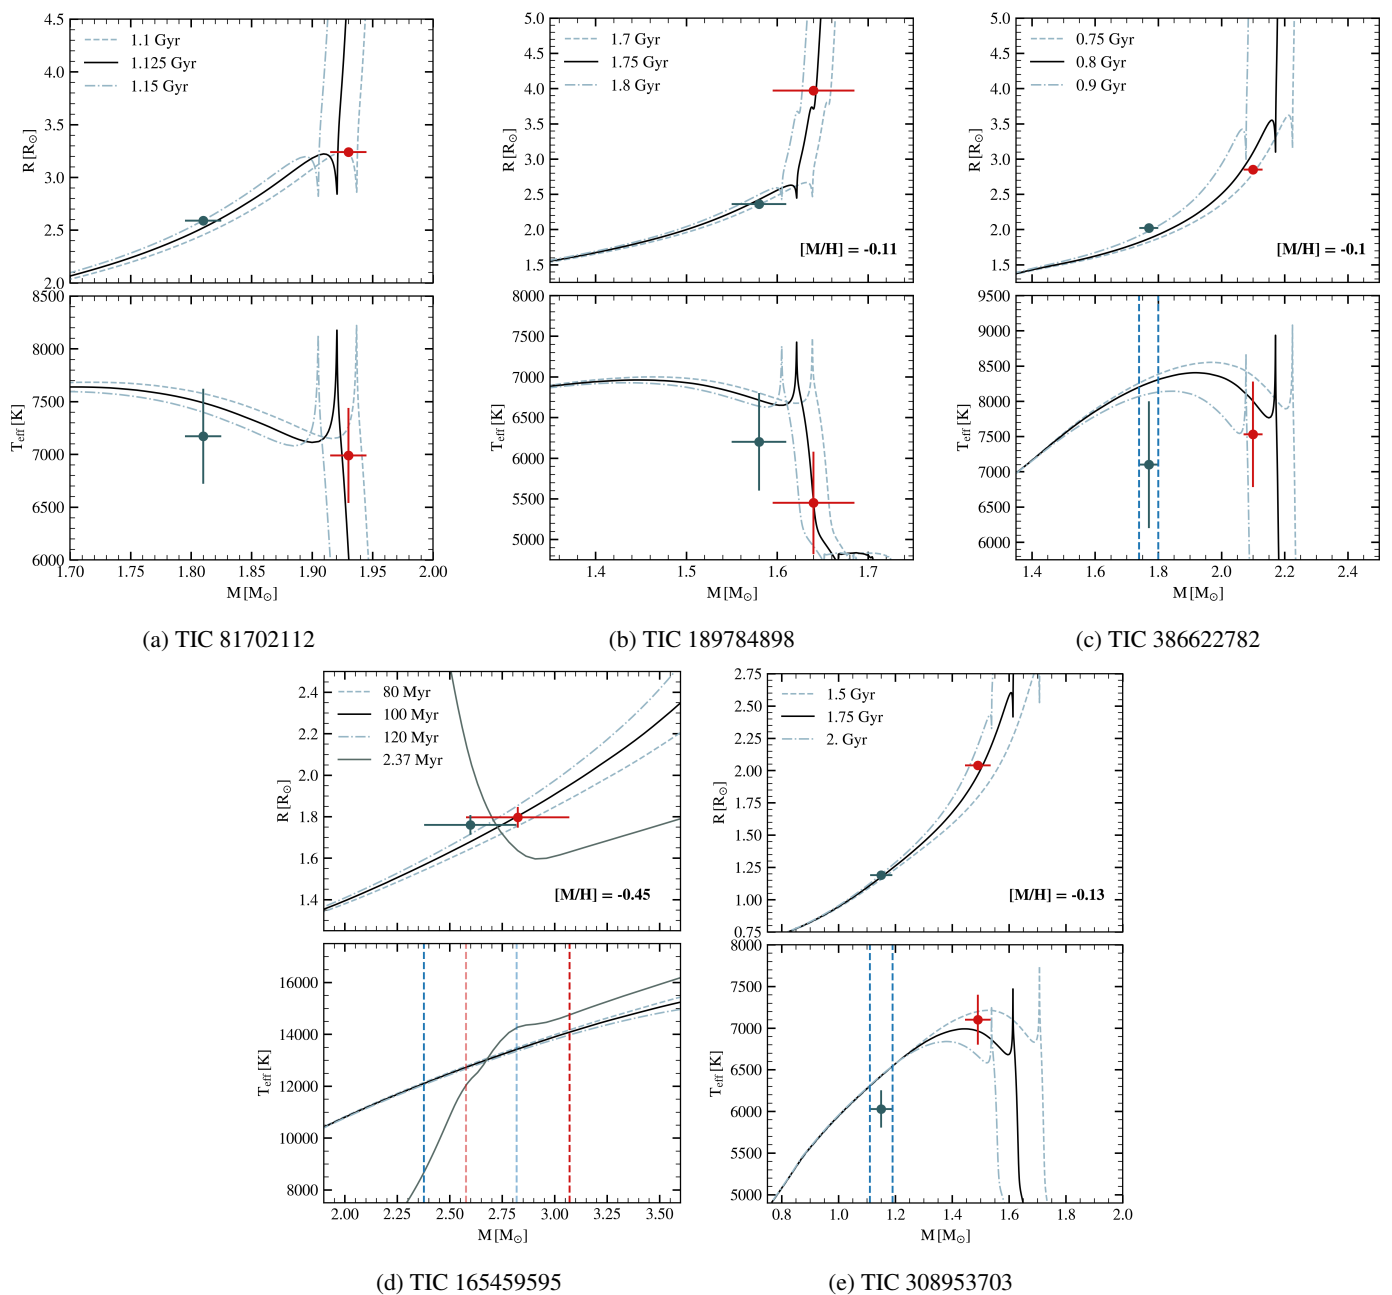 4.5
4.0
3.5
3.0
2.5
2.0
R [R☉]
1.1 Gyr
1.125 Gyr
1.15 Gyr
8500
8000
7500
7000
6500
6000
Teff [K]
1.70 1.75 1.80 1.85 1.90 1.95 2.00
M [M☉]
(a) TIC 81702112
5.0
4.5
4.0
3.5
3.0
2.5
2.0
1.5
R [R☉]
1.7 Gyr
1.75 Gyr
1.8 Gyr
[M/H] = -0.11
8000
7500
7000
6500
6000
5500
5000
Teff [K]
1.4 1.5 1.6 1.7
M [M☉]
(b) TIC 189784898
5.0
4.5
4.0
3.5
3.0
2.5
2.0
1.5
R [R☉]
0.75 Gyr
0.8 Gyr
0.9 Gyr
[M/H] = -0.1
9500
9000
8500
8000
7500
7000
6500
6000
Teff [K]
1.4 1.6 1.8 2.0 2.2 2.4
M [M☉]
(c) TIC 386622782
2.4
2.2
2.0
1.8
1.6
1.4
R [R☉]
80 Myr
100 Myr
120 Myr
2.37 Myr
[M/H] = -0.45
16000
14000
12000
10000
8000
Teff [K]
2.00 2.25 2.50 2.75 3.00 3.25 3.50
M [M☉]
(d) TIC 165459595
2.75
2.50
2.25
2.00
1.75
1.50
1.25
1.00
0.75
R [R☉]
1.5 Gyr
1.75 Gyr
2. Gyr
[M/H] = -0.13
8000
7500
7000
6500
6000
5500
5000
Teff [K]
0.8 1.0 1.2 1.4 1.6 1.8 2.0
M [M☉]
(e) TIC 308953703